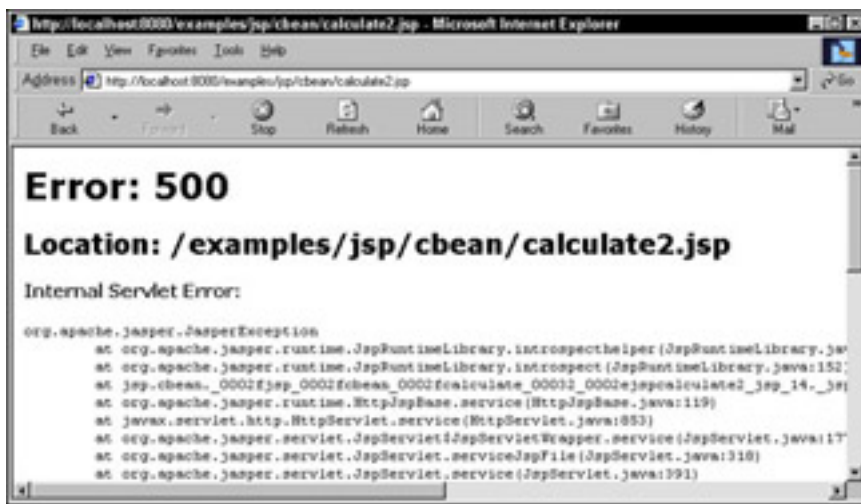 http://localhost:8080/examples/jsp/cbean/calculate2.jsp - Microsoft Internet Explorer
File Edit View Favorites Tools Help
Address http://localhost:8080/examples/jsp/cbean/calculate2.jsp Go
Back Forward Stop Refresh Home Search Favorites History Mail
Error: 500
Location: /examples/jsp/cbean/calculate2.jsp
Internal Servlet Error:
org.apache.jasper.JasperException
at org.apache.jasper.runtime.JspRuntimeLibrary.introspecthelper(JspRuntimeLibrary.jav
at org.apache.jasper.runtime.JspRuntimeLibrary.introspect(JspRuntimeLibrary.java:152)
at jsp.cbean._0002fjsp_0002fcbean_0002fcalculate_00032_0002ejspcalculate2_jsp_14._jsp
at org.apache.jasper.runtime.HttpJspBase.service(HttpJspBase.java:119)
at javax.servlet.http.HttpServlet.service(HttpServlet.java:853)
at org.apache.jasper.servlet.JspServlet$JspServletWrapper.service(JspServlet.java:17
at org.apache.jasper.servlet.JspServlet.serviceJspFile(JspServlet.java:318)
at org.apache.jasper.servlet.JspServlet.service(JspServlet.java:391)